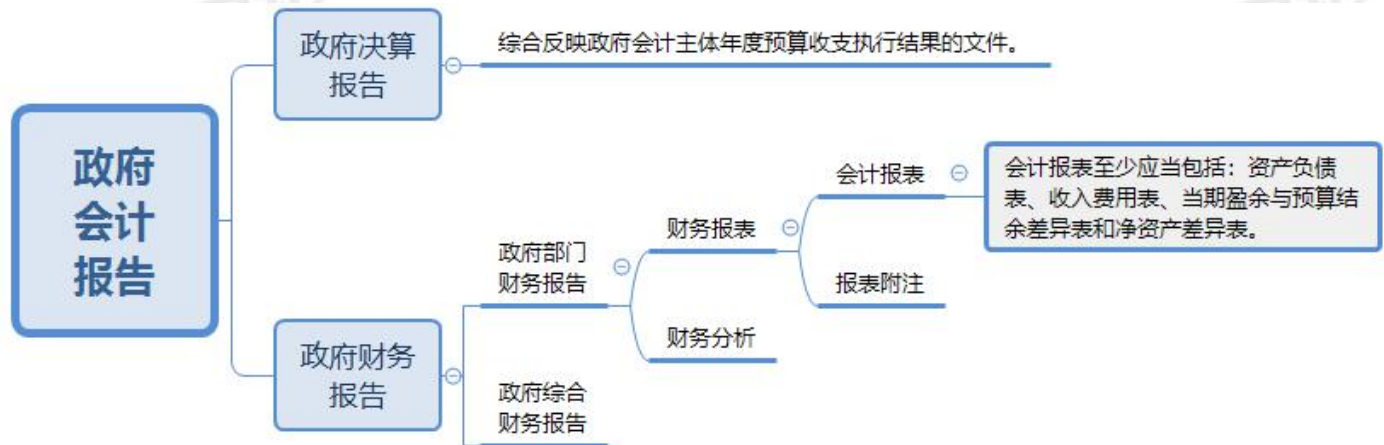 政府
会计
报告
政府决算
报告
综合反映政府会计主体年度预算收支执行结果的文件。
政府财务
报告
政府部门
财务报告
财务报表
会计报表
会计报表至少应当包括：资产负债
表、收入费用表、当期盈余与预算结
余差异表和净资产差异表。
报表附注
财务分析
政府综合
财务报告